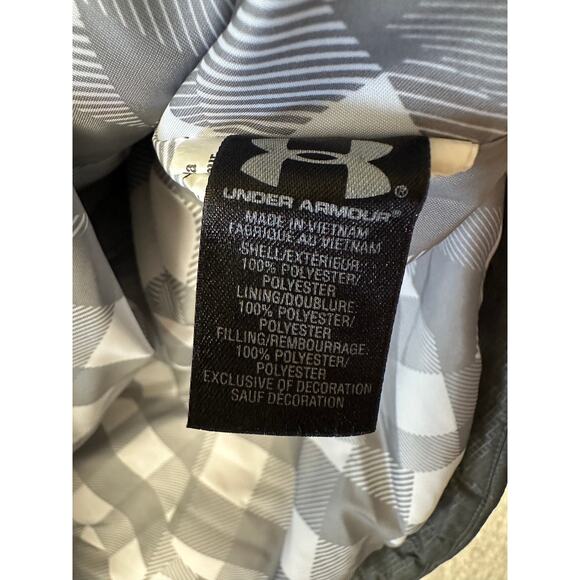 UNDER ARMOUR®
®
MADE IN VIETNAM
FABRIQUE AU VIETNAM
SHELL/EXTÉRIEUR:
100% POLYESTER/
POLYESTER
LINING/DOUBLURE:
100% POLYESTER/
POLYESTER
FILLING/REMBOURRAGE:
100% POLYESTER/
POLYESTER
EXCLUSIVE OF DECORATION
SAUF DÉCORATION